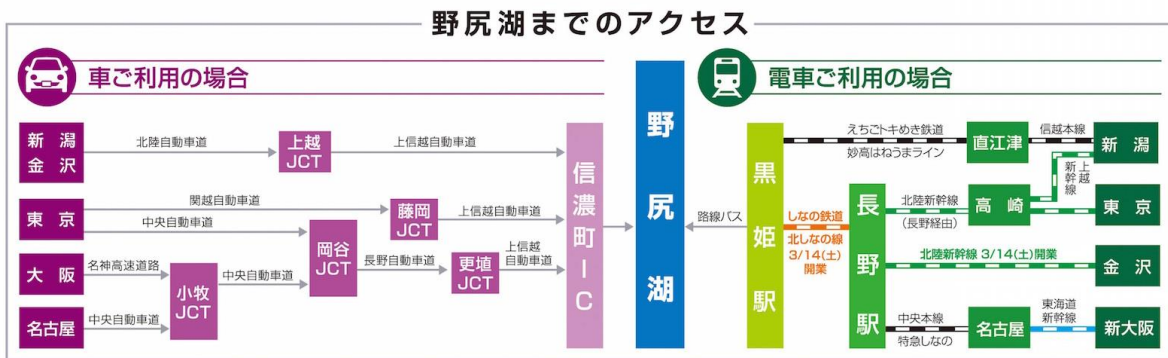 野尻湖までのアクセス
車ご利用の場合
新潟
金沢
北陸自動車道
上越
JCT
上信越自動車道
東京
関越自動車道
藤岡
JCT
上信越自動車道
中央自動車道
岡谷
JCT
長野自動車道
更埴
JCT
上信越
自動車道
大阪
名神高速道路
小牧
JCT
中央自動車道
名古屋
中央自動車道
信濃町IC
野尻湖
電車ご利用の場合
路線バス
黒姫駅
えちごトキめき鉄道
妙高はねうまライン
直江津
信越本線
新潟
しなの鉄道
北しなの線
3/14(土)
開業
長野駅
北陸新幹線
(長野経由)
高崎
上越
新幹線
東京
北陸新幹線 3/14(土)開業
金沢
中央本線
特急しなの
名古屋
東海道
新幹線
新大阪